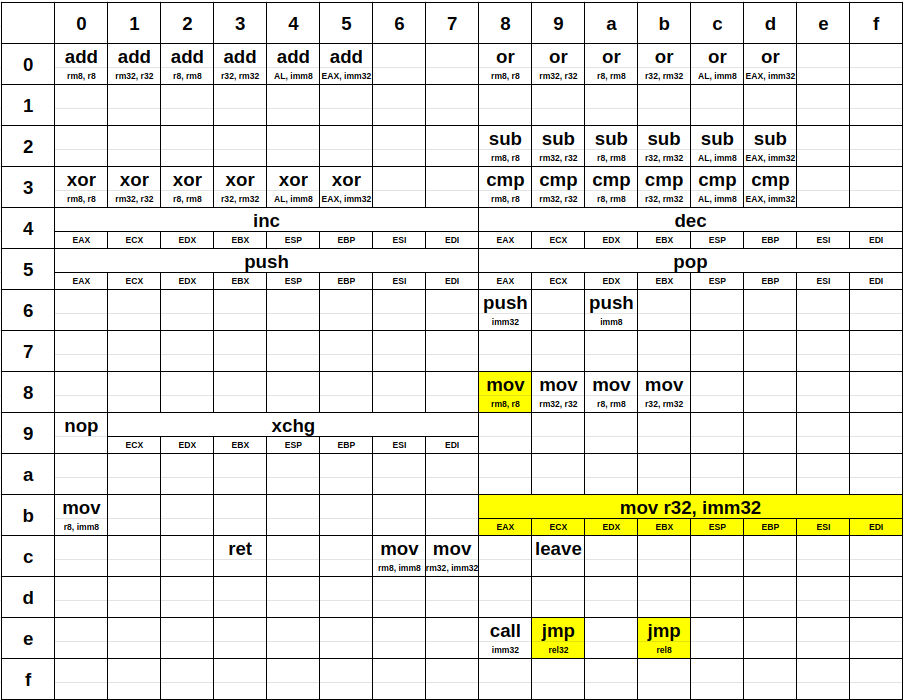 0 1 2 3 4 5 6 7 8 9 a b c d e f
0 add add add add add add or or or or or or
rm8, r8 rm32, r32 r8, rm8 r32, rm32 AL, imm8 EAX, imm32 rm8, r8 rm32, r32 r8, rm8 r32, rm32 AL, imm8 EAX, imm32
1
2 sub sub sub sub sub sub
rm8, r8 rm32, r32 r8, rm8 r32, rm32 AL, imm8 EAX, imm32
3 xor xor xor xor xor xor cmp cmp cmp cmp cmp cmp
rm8, r8 rm32, r32 r8, rm8 r32, rm32 AL, imm8 EAX, imm32 rm8, r8 rm32, r32 r8, rm8 r32, rm32 AL, imm8 EAX, imm32
4 inc dec
EAX ECX EDX EBX ESP EBP ESI EDI EAX ECX EDX EBX ESP EBP ESI EDI
5 push pop
EAX ECX EDX EBX ESP EBP ESI EDI EAX ECX EDX EBX ESP EBP ESI EDI
6 push push
imm32 imm8
7
8 mov mov mov mov
rm8, r8 rm32, r32 r8, rm8 r32, rm32
9 nop xchg
ECX EDX EBX ESP EBP ESI EDI
a
b mov mov r32, imm32
r8, imm8 EAX ECX EDX EBX ESP EBP ESI EDI
c ret mov mov leave
rm8, imm8 rm32, imm32
d
e call jmp jmp
imm32 rel32 rel8
f